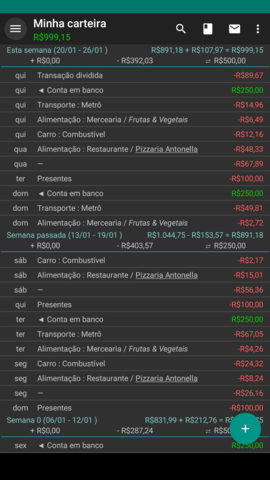 Minha carteira
R$999,15
Esta semana (20/01 - 26/01) R$891,18 + R$107,97 = R$999,15
+ R$0,00 - R$392,03 ⇄ R$500,00
qui Transação dividida -R$89,67
qui ◄ Conta em banco R$250,00
qui Transporte : Metrô -R$14,96
qui Alimentação : Mercearia / Frutas & Vegetais -R$6,49
qui Carro : Combustível -R$12,16
qua Alimentação : Restaurante / Pizzaria Antonella -R$48,33
qua — -R$67,89
ter Presentes -R$100,00
dom ◄ Conta em banco R$250,00
dom Transporte : Metrô -R$49,81
dom Alimentação : Mercearia / Frutas & Vegetais -R$2,72
Semana passada (13/01 - 19/01) R$1.044,75 - R$153,57 = R$891,18
+ R$0,00 - R$403,57 ⇄ R$250,00
sáb Carro : Combustível -R$2,17
sáb Alimentação : Restaurante / Pizzaria Antonella -R$15,01
sáb — -R$56,36
qui Presentes -R$100,00
ter ◄ Conta em banco R$250,00
ter Transporte : Metrô -R$67,05
ter Alimentação : Mercearia / Frutas & Vegetais -R$4,26
seg Carro : Combustível -R$24,32
seg Alimentação : Restaurante / Pizzaria Antonella -R$8,24
seg — -R$26,16
dom Presentes -R$100,00
Semana 0 (06/01 - 12/01) R$831,99 + R$212,76 = R$ 75
+ R$0,00 - R$287,24 ⇄ R$50
sex ◄ Conta em banco R$250,00